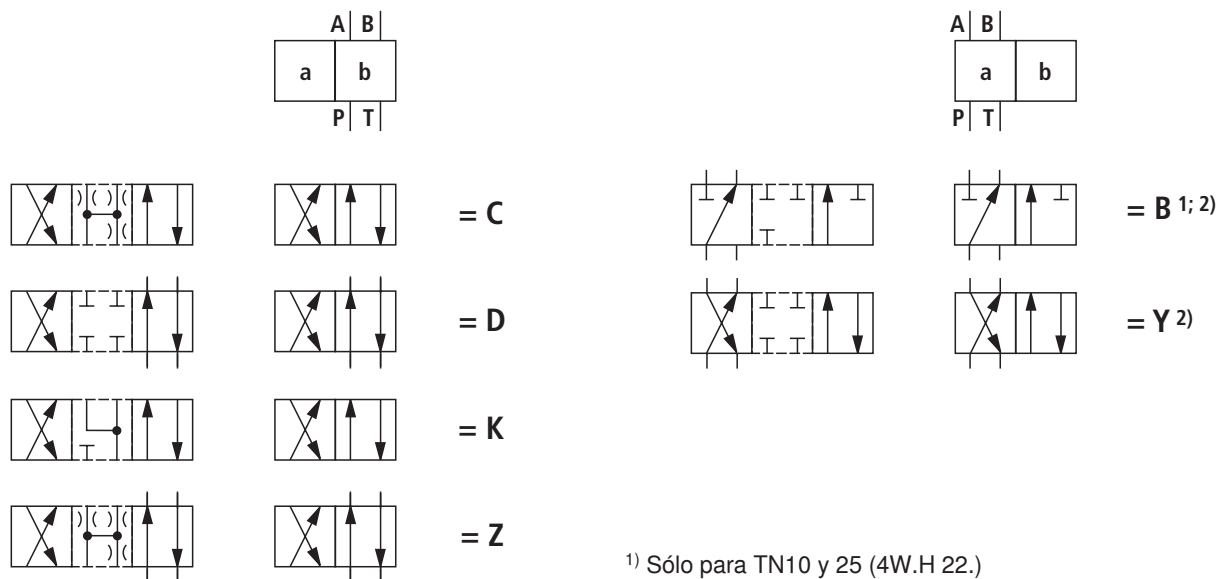 A B
a b
P T
A B
a b
P T
= C
= B 1; 2)
= D
= Y 2)
= K
= Z
1) Sólo para TN10 y 25 (4W.H 22.)